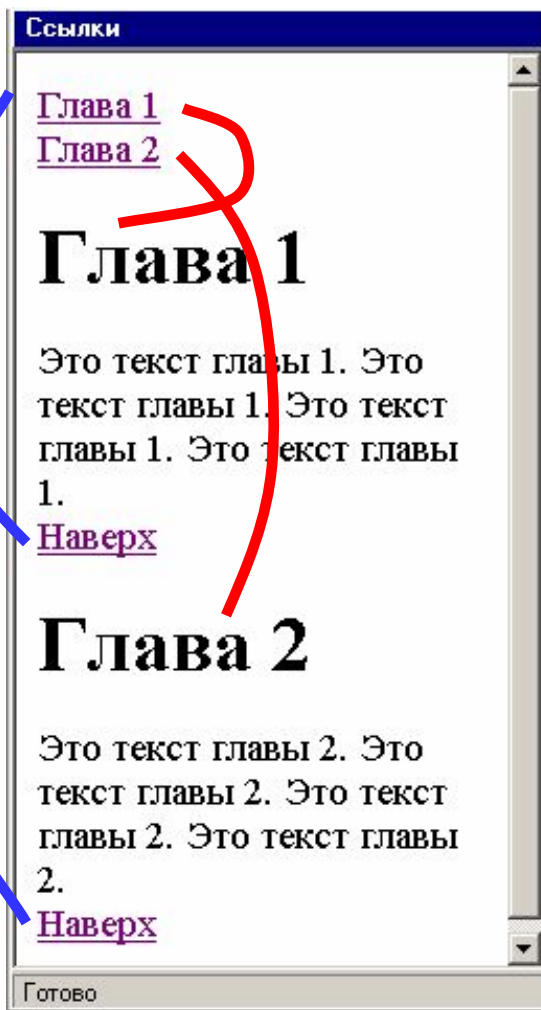 Ссылки
Глава 1
Глава 2
Глава 1
Это текст главы 1. Это
текст главы 1. Это текст
главы 1. Это текст главы
1.
Наверх
Глава 2
Это текст главы 2. Это
текст главы 2. Это текст
главы 2. Это текст главы
2.
Наверх
Готово